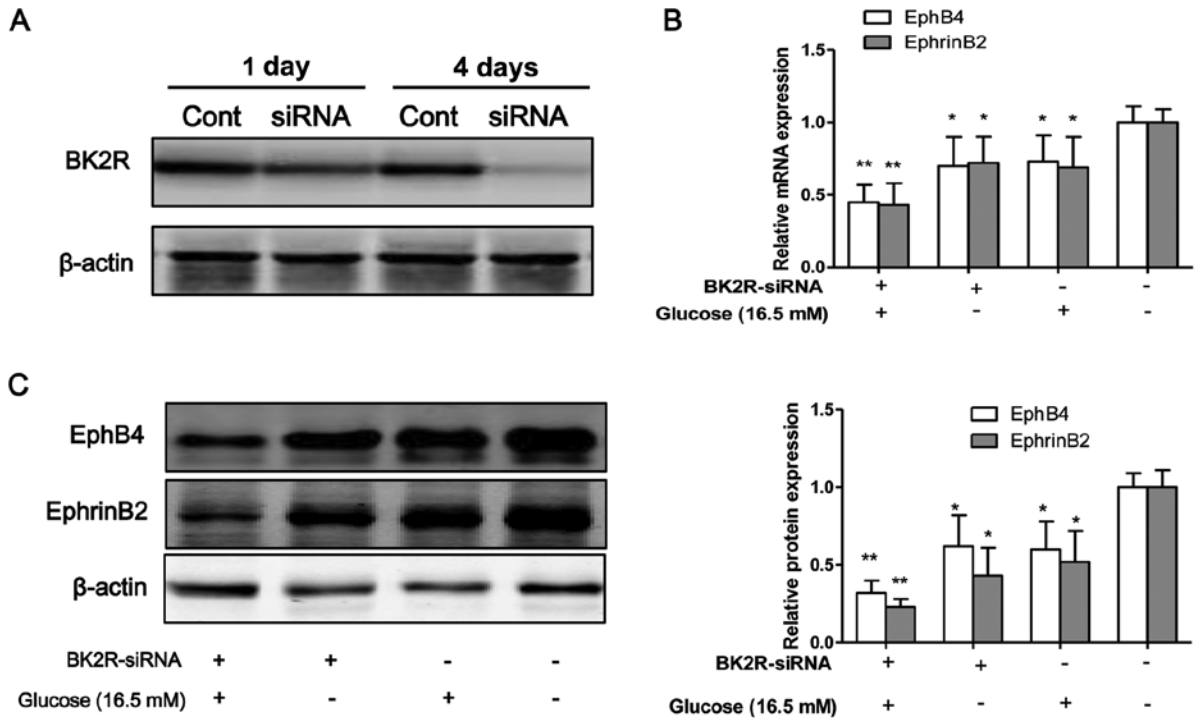 A
1 day 4 days
Cont siRNA Cont siRNA
BK2R
β-actin
B
EphB4
EphrinB2
Relative mRNA expression
1.5
1.0
0.5
0.0
** ** * * * *
BK2R-siRNA + + - -
Glucose (16.5 mM) + - + -
C
EphB4
EphrinB2
β-actin
BK2R-siRNA + + - -
Glucose (16.5 mM) + - + -
EphB4
EphrinB2
Relative protein expression
1.5
1.0
0.5
0.0
** ** * * * *
BK2R-siRNA + + - -
Glucose (16.5 mM) + - + -